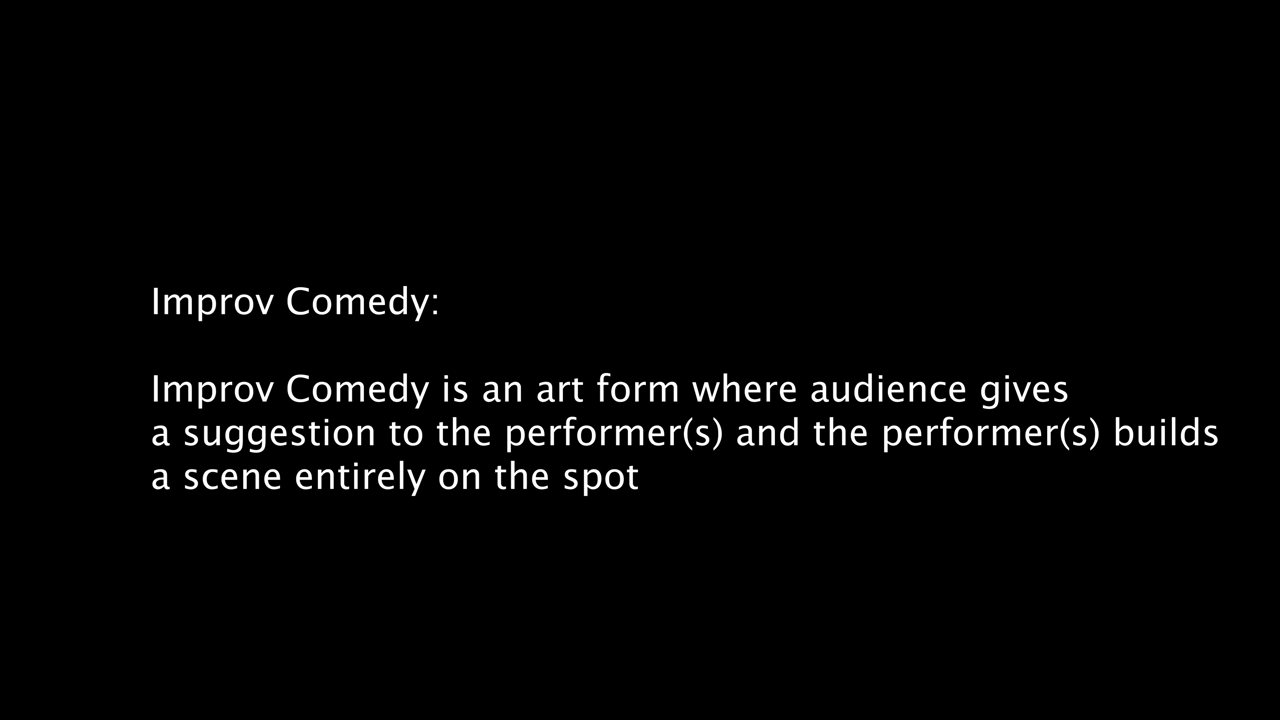 Improv Comedy:
Improv Comedy is an art form where audience gives
a suggestion to the performer(s) and the performer(s) builds
a scene entirely on the spot